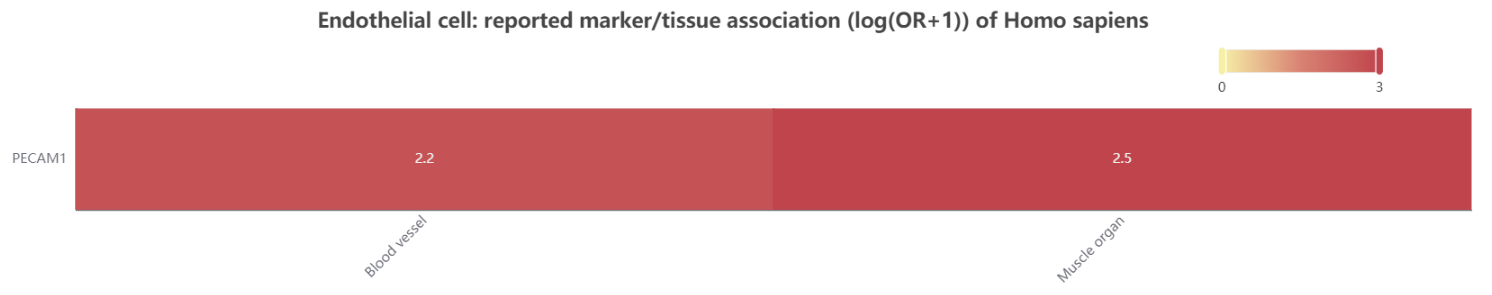 Endothelial cell: reported marker/tissue association (log(OR+1)) of Homo sapiens
0 3
PECAM1 2.2 2.5
Blood vessel Muscle organ